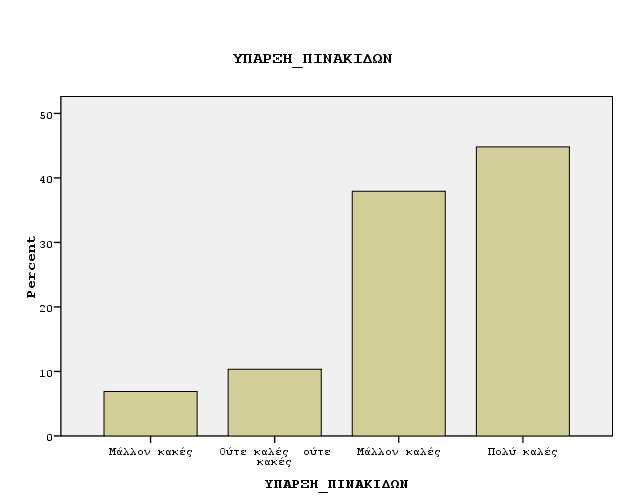 ΥΠΑΡΞΗ_ΠΙΝΑΚΙΔΩΝ
50
40
30
20
10
0
Percent
Μάλλον κακές
Ούτε καλές ούτε
κακές
Μάλλον καλές
Πολύ καλές
ΥΠΑΡΞΗ_ΠΙΝΑΚΙΔΩΝ